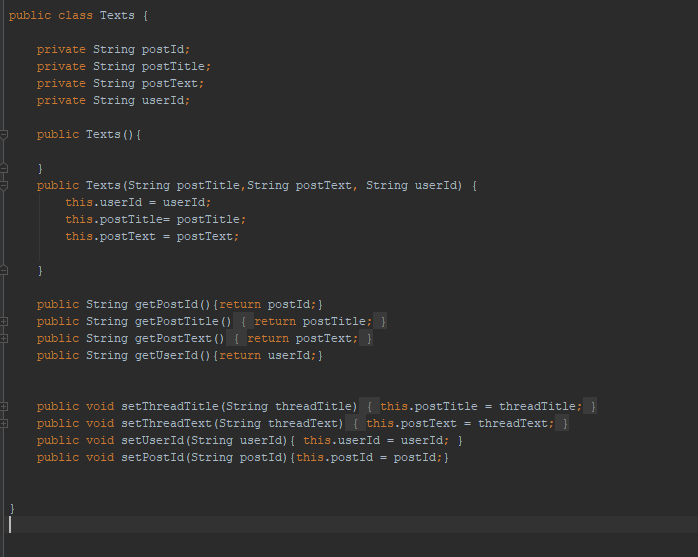 public class Texts {
private String postId;
private String postTitle;
private String postText;
private String userId;
public Texts(){
}
public Texts(String postTitle,String postText, String userId) {
this.userId = userId;
this.postTitle= postTitle;
this.postText = postText;
}
public String getPostId(){return postId;}
public String getPostTitle() { return postTitle; }
public String getPostText() { return postText; }
public String getUserId(){return userId;}
public void setThreadTitle(String threadTitle) { this.postTitle = threadTitle; }
public void setThreadText(String threadText) { this.postText = threadText; }
public void setUserId(String userId){ this.userId = userId; }
public void setPostId(String postId){this.postId = postId;}
}